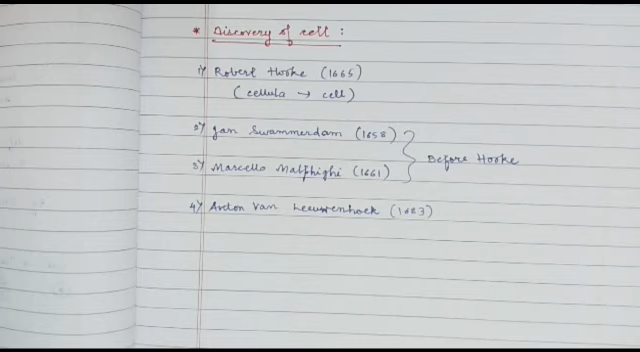 * Discovery of cell :
1) Robert Hooke (1665)
(cellula → cell)
2) Jan Swammerdam (1658)
3) Marcello Malphighi (1661)
} Before Hooke
4) Anton Van Leeuwenhoek (1683)